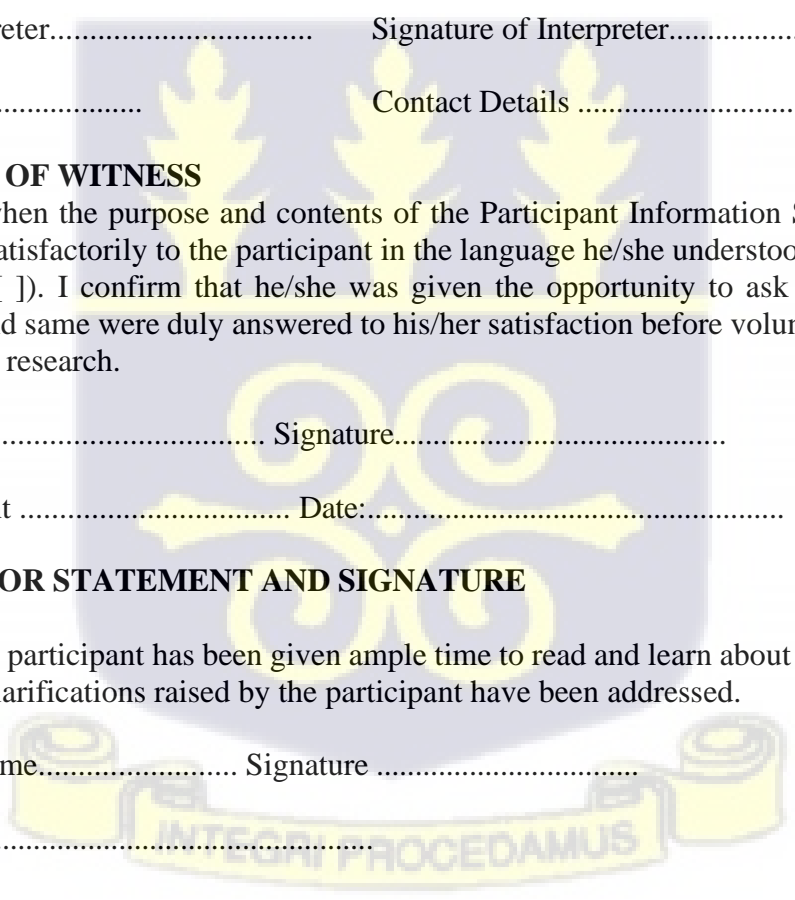 reter.................................. Signature of Interpreter.................
.................... Contact Details ............................
OF WITNESS
when the purpose and contents of the Participant Information S
atisfactorily to the participant in the language he/she understoo
[ ]). I confirm that he/she was given the opportunity to ask
d same were duly answered to his/her satisfaction before volun
research.
.................................. Signature...........................................
t ................................... Date:......................................................
OR STATEMENT AND SIGNATURE
participant has been given ample time to read and learn about
larifications raised by the participant have been addressed.
me.......................... Signature ..................................
................................................
INTEGRI PROCEDAMUS